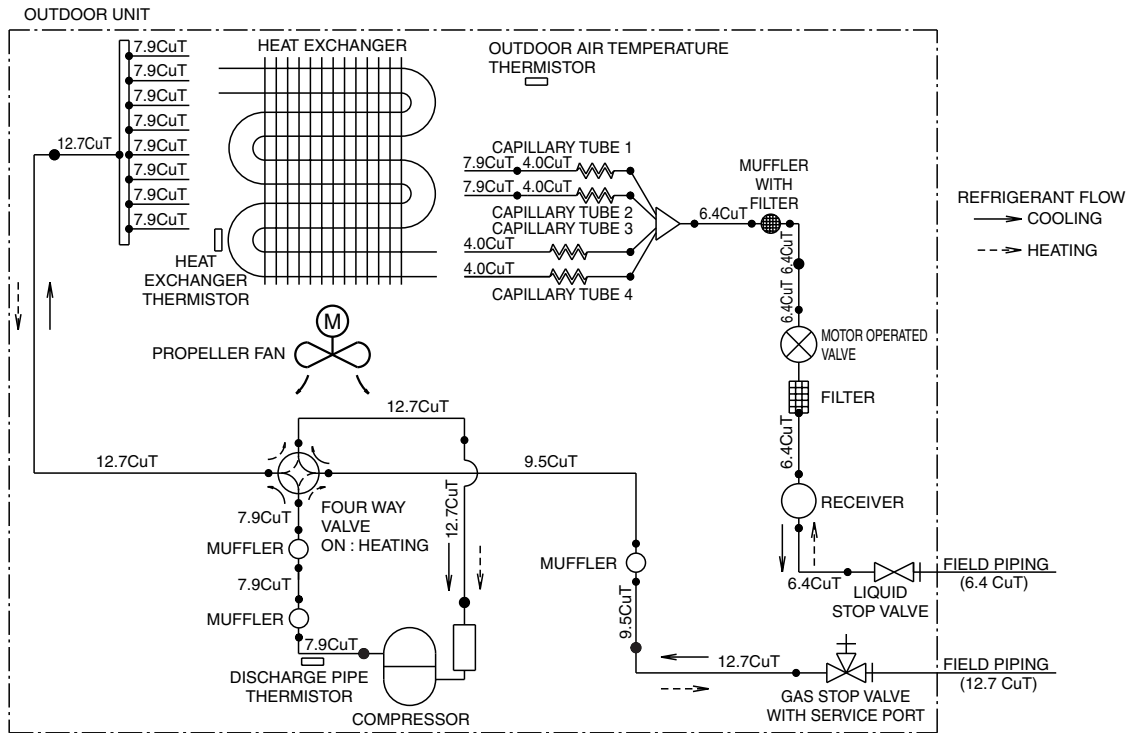 OUTDOOR UNIT
7.9CuT
7.9CuT
7.9CuT
7.9CuT
7.9CuT
7.9CuT
7.9CuT
7.9CuT
12.7CuT
HEAT EXCHANGER
HEAT
EXCHANGER
THERMISTOR
OUTDOOR AIR TEMPERATURE
THERMISTOR
CAPILLARY TUBE 1
7.9CuT 4.0CuT
7.9CuT 4.0CuT
CAPILLARY TUBE 2
CAPILLARY TUBE 3
4.0CuT
4.0CuT
CAPILLARY TUBE 4
6.4CuT
MUFFLER
WITH
FILTER
6.4CuT
6.4CuT
MOTOR OPERATED
VALVE
FILTER
6.4CuT
RECEIVER
6.4CuT
LIQUID
STOP VALVE
FIELD PIPING
(6.4 CuT)
REFRIGERANT FLOW
COOLING
HEATING
M
PROPELLER FAN
12.7CuT
12.7CuT
9.5CuT
12.7CuT
FOUR WAY
VALVE
ON : HEATING
7.9CuT
MUFFLER
7.9CuT
MUFFLER
7.9CuT
DISCHARGE PIPE
THERMISTOR
COMPRESSOR
MUFFLER
9.5CuT
12.7CuT
GAS STOP VALVE
WITH SERVICE PORT
FIELD PIPING
(12.7 CuT)